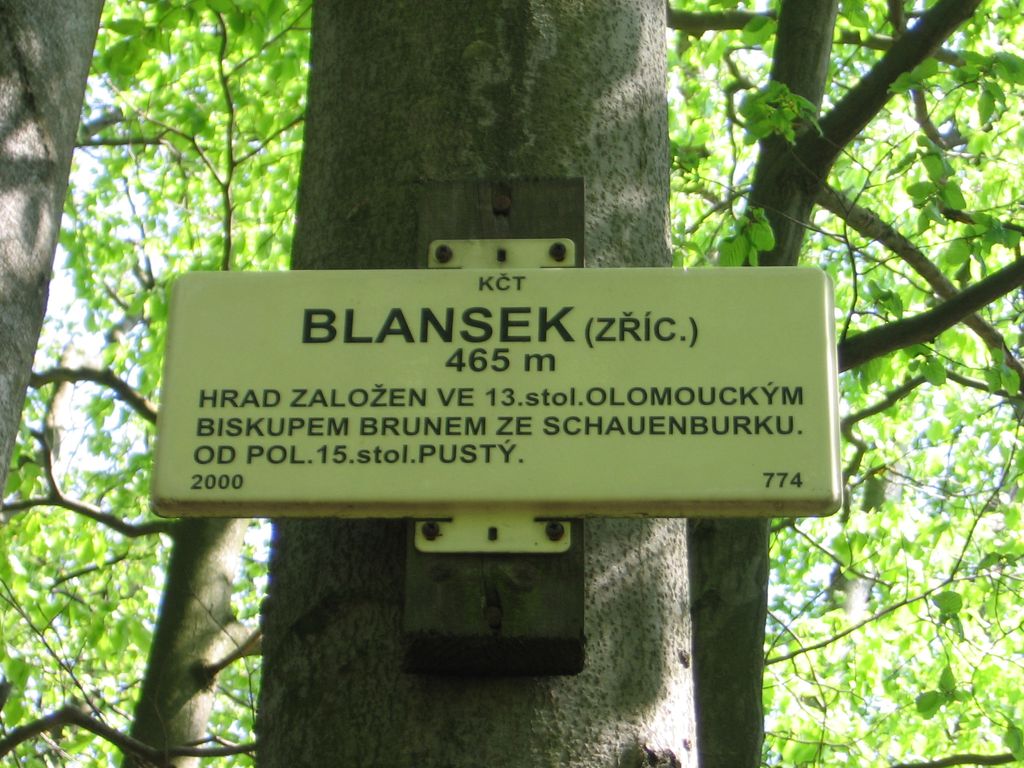 KČT
BLANSEK (ZŘÍC.)
465 m
HRAD ZALOŽEN VE 13.stol.OLOMOUCKÝM
BISKUPEM BRUNEM ZE SCHAUENBURKU.
OD POL.15.stol.PUSTÝ.
2000 774